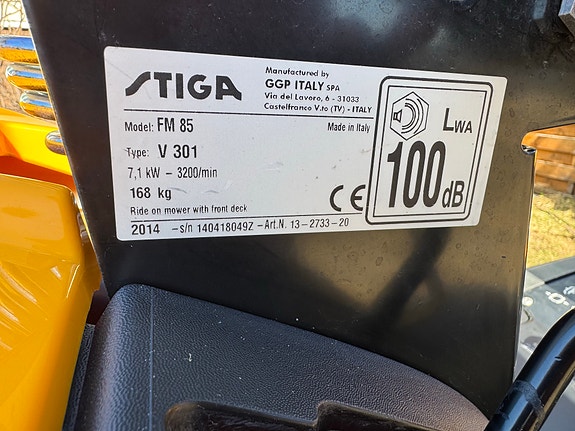 STIGA
Manufactured by
GGP ITALY SPA
Via del Lavoro, 6 - 31033
Castelfranco V.to (TV) - ITALY
Model: FM 85
Made in Italy
Type: V 301
7,1 kW – 3200/min
168 kg
CE
Ride on mower with front deck
2014 –s/n 140418049Z –Art.N. 13-2733-20
LWA
100dB